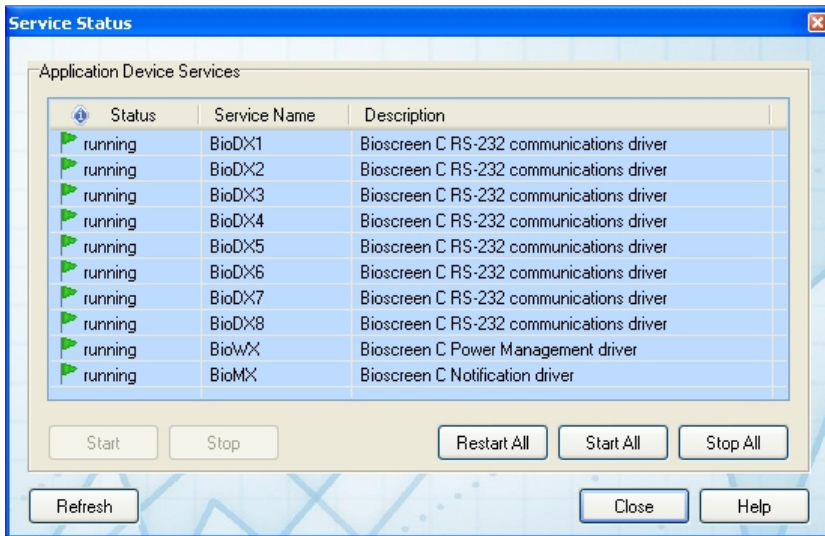 Service Status
Application Device Services
Status Service Name Description
running BioDX1 Bioscreen C RS-232 communications driver
running BioDX2 Bioscreen C RS-232 communications driver
running BioDX3 Bioscreen C RS-232 communications driver
running BioDX4 Bioscreen C RS-232 communications driver
running BioDX5 Bioscreen C RS-232 communications driver
running BioDX6 Bioscreen C RS-232 communications driver
running BioDX7 Bioscreen C RS-232 communications driver
running BioDX8 Bioscreen C RS-232 communications driver
running BioWX Bioscreen C Power Management driver
running BioMX Bioscreen C Notification driver
Start Stop Restart All Start All Stop All
Refresh Close Help